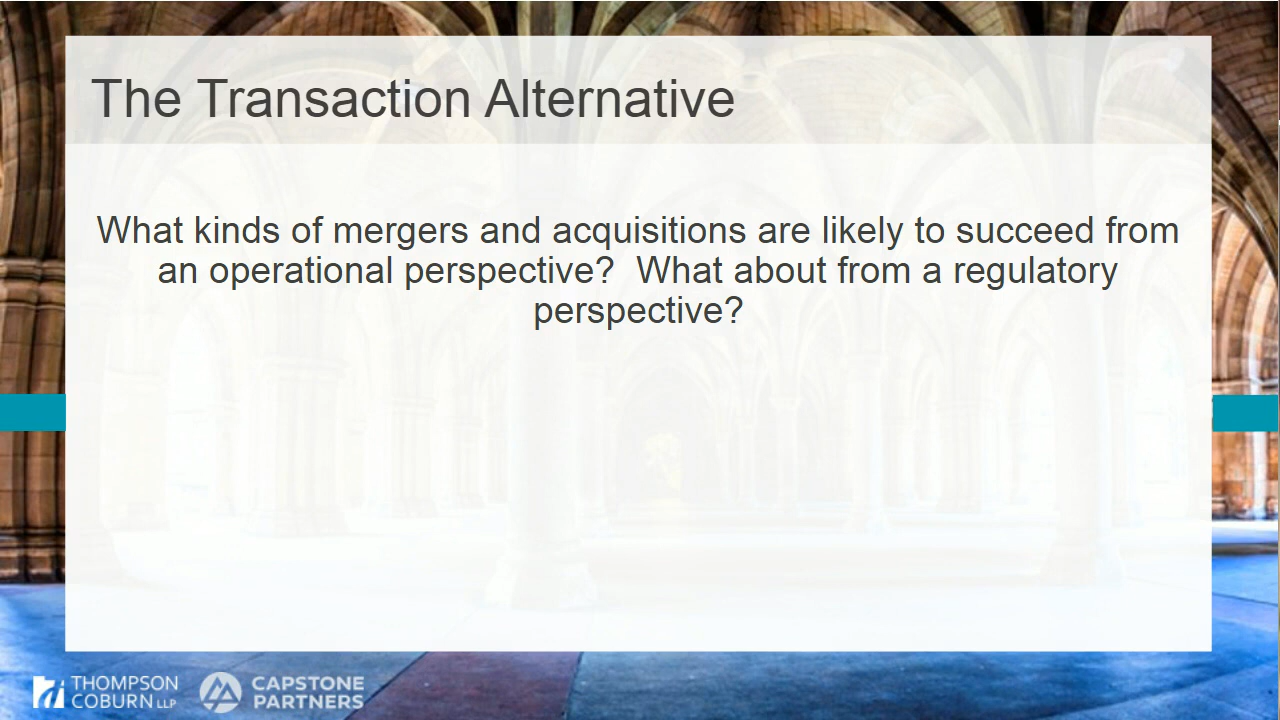 The Transaction Alternative
What kinds of mergers and acquisitions are likely to succeed from
an operational perspective?  What about from a regulatory
perspective?
THOMPSON
COBURN LLP
CAPSTONE
PARTNERS